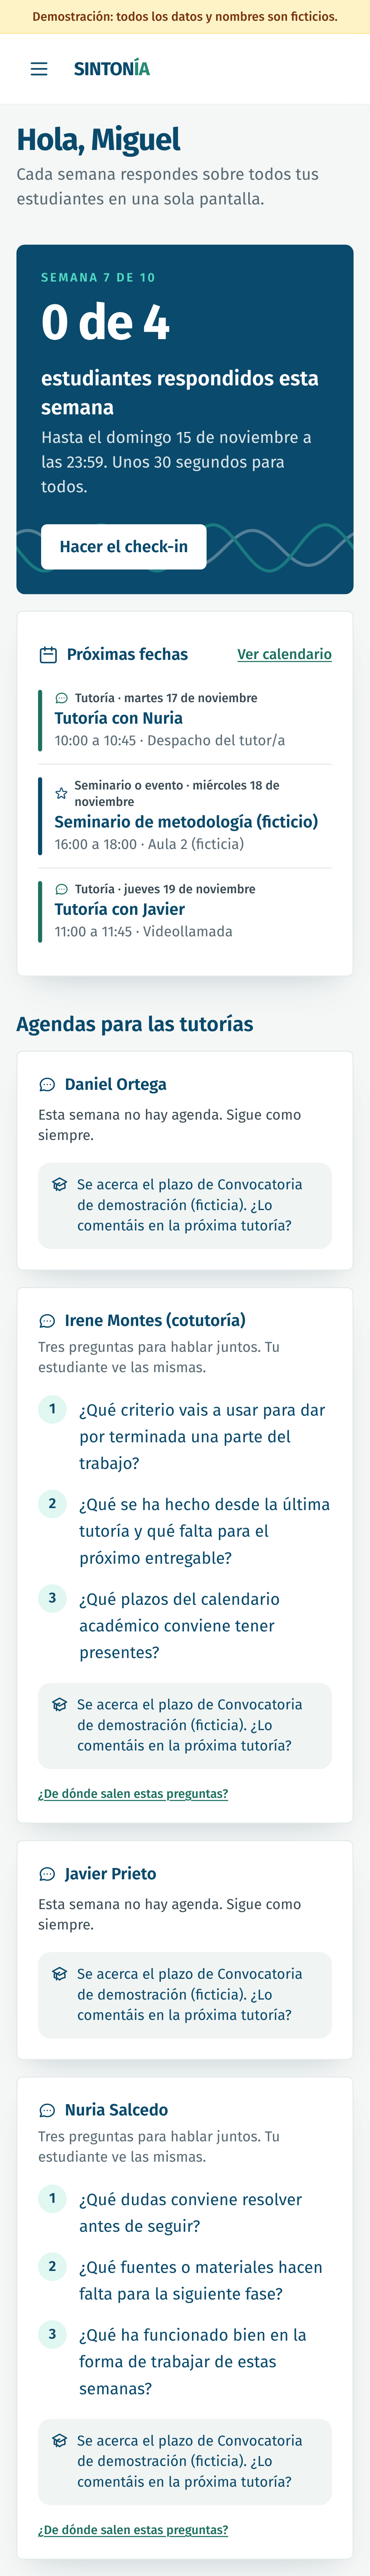 Demostración: todos los datos y nombres son ficticios.
SINTONÍA
Hola, Miguel
Cada semana respondes sobre todos tus
estudiantes en una sola pantalla.
SEMANA 7 DE 10
0 de 4
estudiantes respondidos esta
semana
Hasta el domingo 15 de noviembre a
las 23:59. Unos 30 segundos para
todos.
Hacer el check-in
Próximas fechas
Ver calendario
Tutoría · martes 17 de noviembre
Tutoría con Nuria
10:00 a 10:45 · Despacho del tutor/a
Seminario o evento · miércoles 18 de
noviembre
Seminario de metodología (ficticio)
16:00 a 18:00 · Aula 2 (ficticia)
Tutoría · jueves 19 de noviembre
Tutoría con Javier
11:00 a 11:45 · Videollamada
Agendas para las tutorías
Daniel Ortega
Esta semana no hay agenda. Sigue como
siempre.
Se acerca el plazo de Convocatoria
de demostración (ficticia). ¿Lo
comentáis en la próxima tutoría?
Irene Montes (cotutoría)
Tres preguntas para hablar juntos. Tu
estudiante ve las mismas.
1 ¿Qué criterio vais a usar para dar
por terminada una parte del
trabajo?
2 ¿Qué se ha hecho desde la última
tutoría y qué falta para el
próximo entregable?
3 ¿Qué plazos del calendario
académico conviene tener
presentes?
Se acerca el plazo de Convocatoria
de demostración (ficticia). ¿Lo
comentáis en la próxima tutoría?
¿De dónde salen estas preguntas?
Javier Prieto
Esta semana no hay agenda. Sigue como
siempre.
Se acerca el plazo de Convocatoria
de demostración (ficticia). ¿Lo
comentáis en la próxima tutoría?
Nuria Salcedo
Tres preguntas para hablar juntos. Tu
estudiante ve las mismas.
1 ¿Qué dudas conviene resolver
antes de seguir?
2 ¿Qué fuentes o materiales hacen
falta para la siguiente fase?
3 ¿Qué ha funcionado bien en la
forma de trabajar de estas
semanas?
Se acerca el plazo de Convocatoria
de demostración (ficticia). ¿Lo
comentáis en la próxima tutoría?
¿De dónde salen estas preguntas?